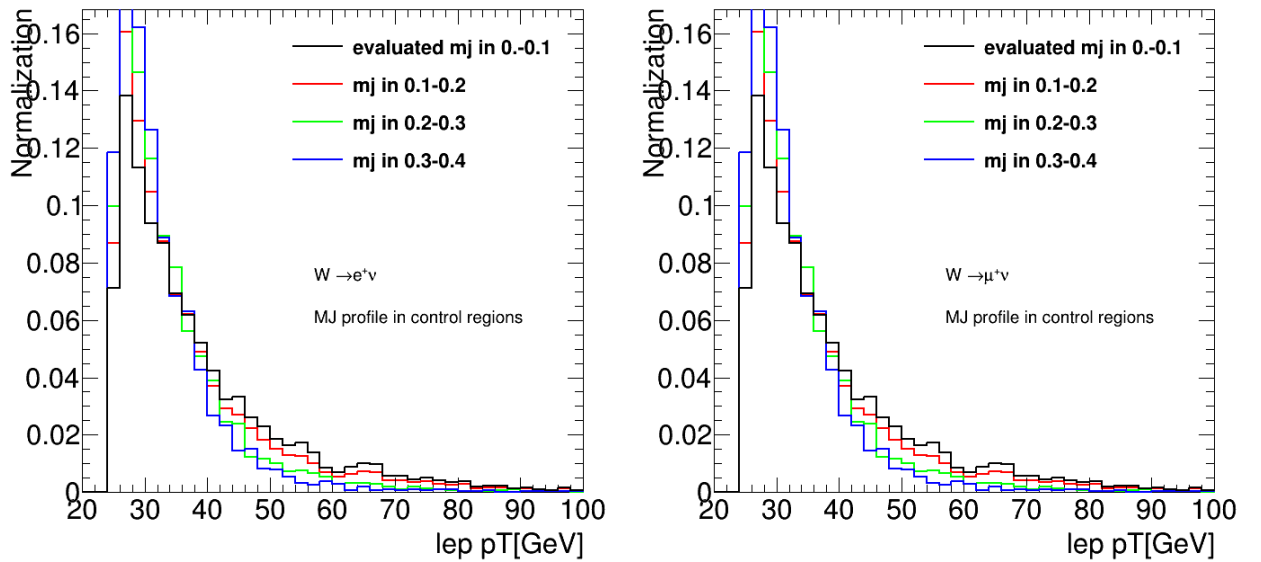 Normalization
0.16
0.14
0.12
0.1
0.08
0.06
0.04
0.02
0
evaluated mj in 0.-0.1
mj in 0.1-0.2
mj in 0.2-0.3
mj in 0.3-0.4
W →e⁺ν
MJ profile in control regions
20 30 40 50 60 70 80 90 100
lep pT[GeV]
Normalization
0.16
0.14
0.12
0.1
0.08
0.06
0.04
0.02
0
evaluated mj in 0.-0.1
mj in 0.1-0.2
mj in 0.2-0.3
mj in 0.3-0.4
W →μ⁺ν
MJ profile in control regions
20 30 40 50 60 70 80 90 100
lep pT[GeV]